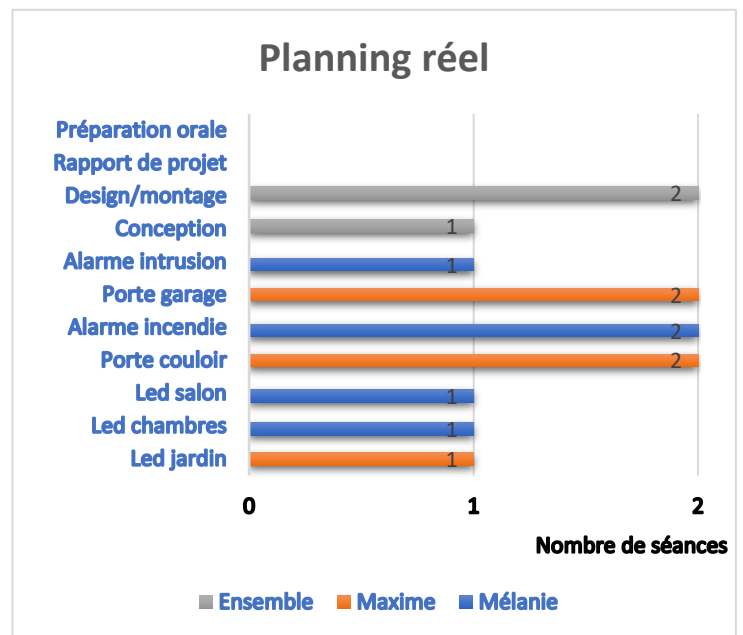 Planning réel
Préparation orale
Rapport de projet
Design/montage 2
Conception 1
Alarme intrusion 1
Porte garage 2
Alarme incendie 2
Porte couloir 2
Led salon 1
Led chambres 1
Led jardin 1
0 1 2
Nombre de séances
Ensemble Maxime Mélanie